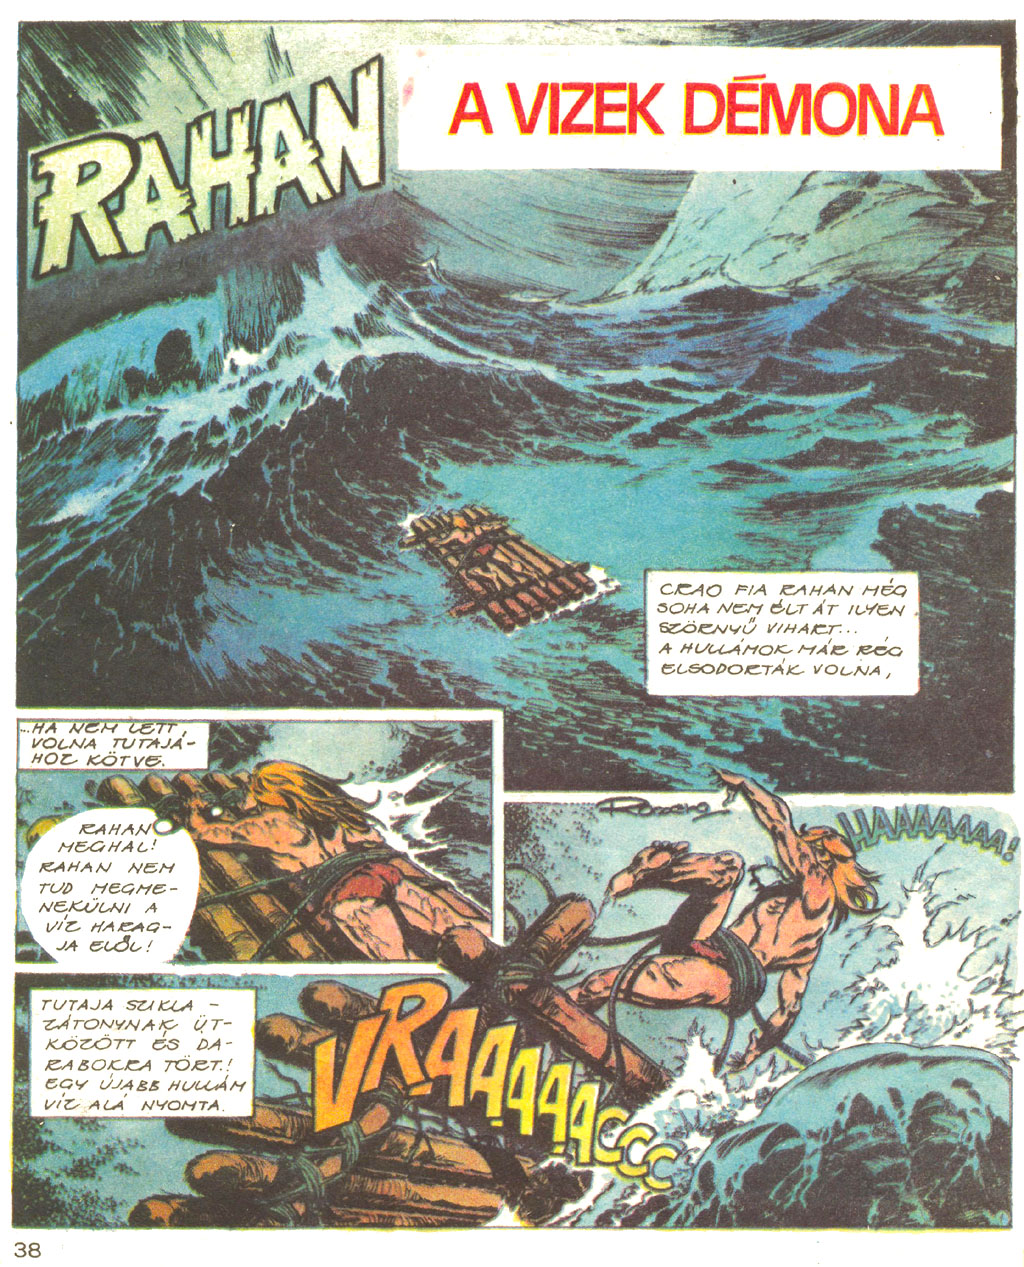 RAHAN
A VIZEK DÉMONA
CRAO FIA RAHAN MÉG
SOHA NEM ÉLT ÁT ILYEN
SZÖRNYŰ VIHART...
A HULLÁMOK MÁR RÉG
ELSODORTÁK VOLNA,
...HA NEM LETT
VOLNA TUTAJÁ-
HOZ KÖTVE.
RAHAN
MEGHAL!
RAHAN NEM
TUD MEGME-
NEKÜLNI A
VÍZ HARAG-
JA ELŐL!
HAAAAAAA!
TUTAJA SZIKLA-
ZÁTONYNAK ÜT-
KÖZÖTT ÉS DA-
RABOKRA TÖRT!
EGY ÚJABB HULLÁM
VÍZ ALÁ NYOMTA.
VRAAAAAACCCC
38